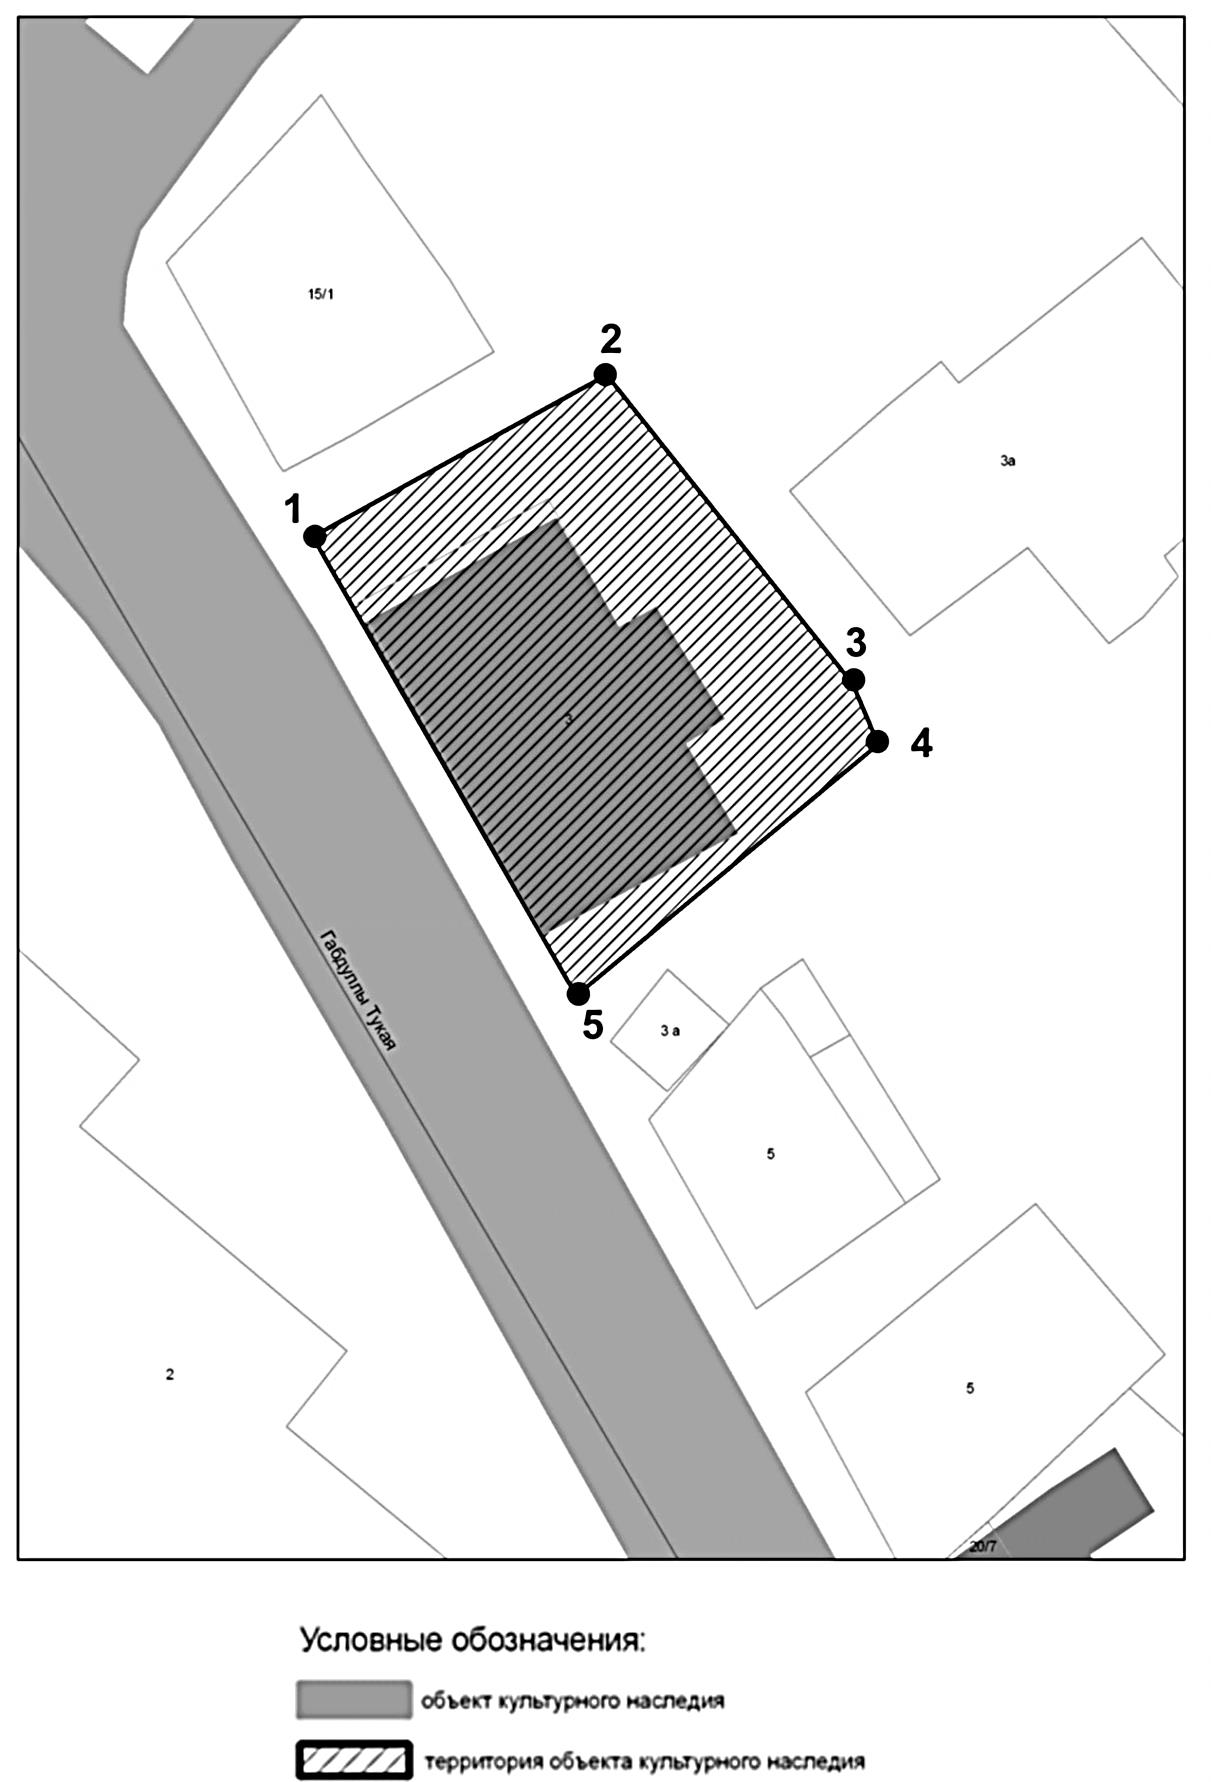 15/1
2
3а
1
3
3
4
Габдуллы Тукая
5
3 а
5
2
5
20/7
Условные обозначения:
объект культурного наследия
территория объекта культурного наследия